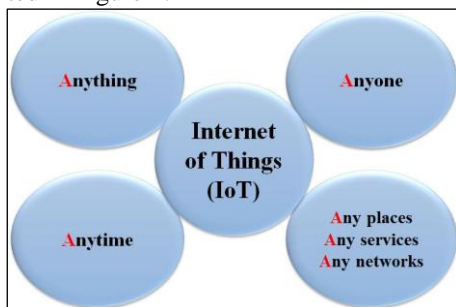 Anything
Anyone
Internet
of Things
(IoT)
Anytime
Any places
Any services
Any networks